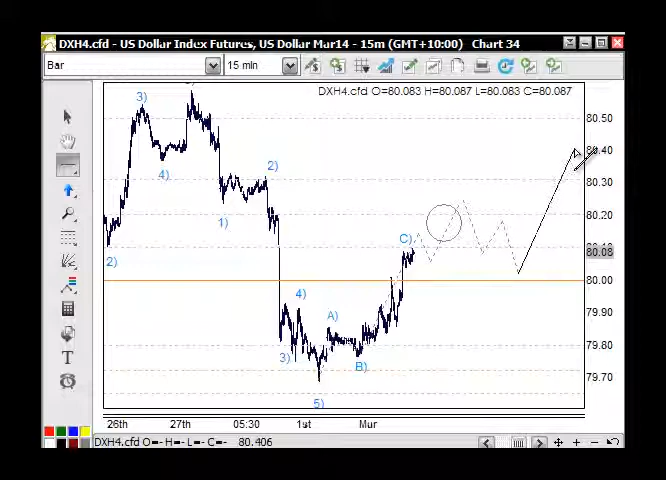 DXH4.cfd - US Dollar Index Futures, US Dollar Mar14 - 15m (GMT+10:00) Chart 34
Bar 15 min
DXH4.cfd O=80.083 H=80.087 L=80.083 C=80.087
3)
80.50
4)
2)
80.40
80.30
1)
80.20
2)
C)
80.10
80.08
80.00
4)
A)
79.90
3)
B)
79.80
5)
79.70
T
26th 27th 05:30 1st Mar
DXH4.cfd O=- H=- L=- C=- 80.406